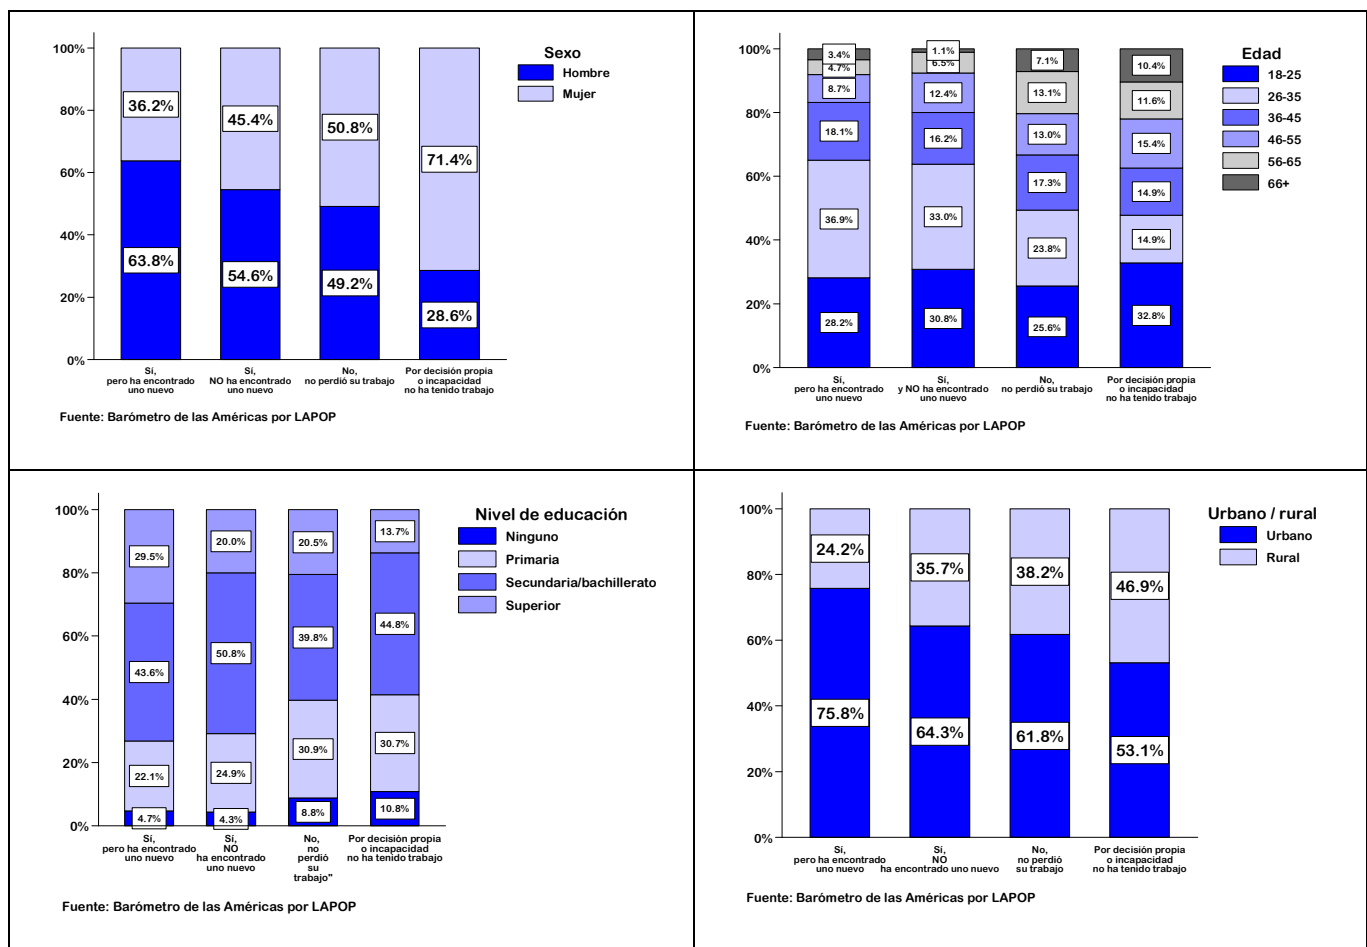 Sexo
Hombre
Mujer
100%
80%
60%
40%
20%
0%
36.2%
45.4%
50.8%
71.4%
63.8%
54.6%
49.2%
28.6%
Sí,
pero ha encontrado
uno nuevo
Sí,
NO ha encontrado
uno nuevo
No,
no perdió su trabajo
Por decisión propia
o incapacidad
no ha tenido trabajo
Fuente: Barómetro de las Américas por LAPOP
Edad
18-25
26-35
36-45
46-55
56-65
66+
100%
80%
60%
40%
20%
0%
3.4%
4.7%
8.7%
18.1%
36.9%
28.2%
1.1%
6.5%
12.4%
16.2%
33.0%
30.8%
7.1%
13.1%
13.0%
17.3%
23.8%
25.6%
10.4%
11.6%
15.4%
14.9%
14.9%
32.8%
Sí,
pero ha encontrado
uno nuevo
Sí,
y NO ha encontrado
uno nuevo
No,
no perdió su trabajo
Por decisión propia
o incapacidad
no ha tenido trabajo
Fuente: Barómetro de las Américas por LAPOP
Nivel de educación
Ninguno
Primaria
Secundaria/bachillerato
Superior
100%
80%
60%
40%
20%
0%
29.5%
43.6%
22.1%
4.7%
20.0%
50.8%
24.9%
4.3%
20.5%
39.8%
30.9%
8.8%
13.7%
44.8%
30.7%
10.8%
Sí,
pero ha encontrado
uno nuevo
Sí,
NO
ha encontrado
uno nuevo
No,
no
perdió
su
trabajo"
Por decisión propia
o incapacidad
no ha tenido trabajo
Fuente: Barómetro de las Américas por LAPOP
Urbano / rural
Urbano
Rural
100%
80%
60%
40%
20%
0%
24.2%
35.7%
38.2%
46.9%
75.8%
64.3%
61.8%
53.1%
Sí,
pero ha encontrado
uno nuevo
Sí,
NO
ha encontrado uno nuevo
No,
no perdió
su trabajo
Por decisión propia
o incapacidad
no ha tenido trabajo
Fuente: Barómetro de las Américas por LAPOP